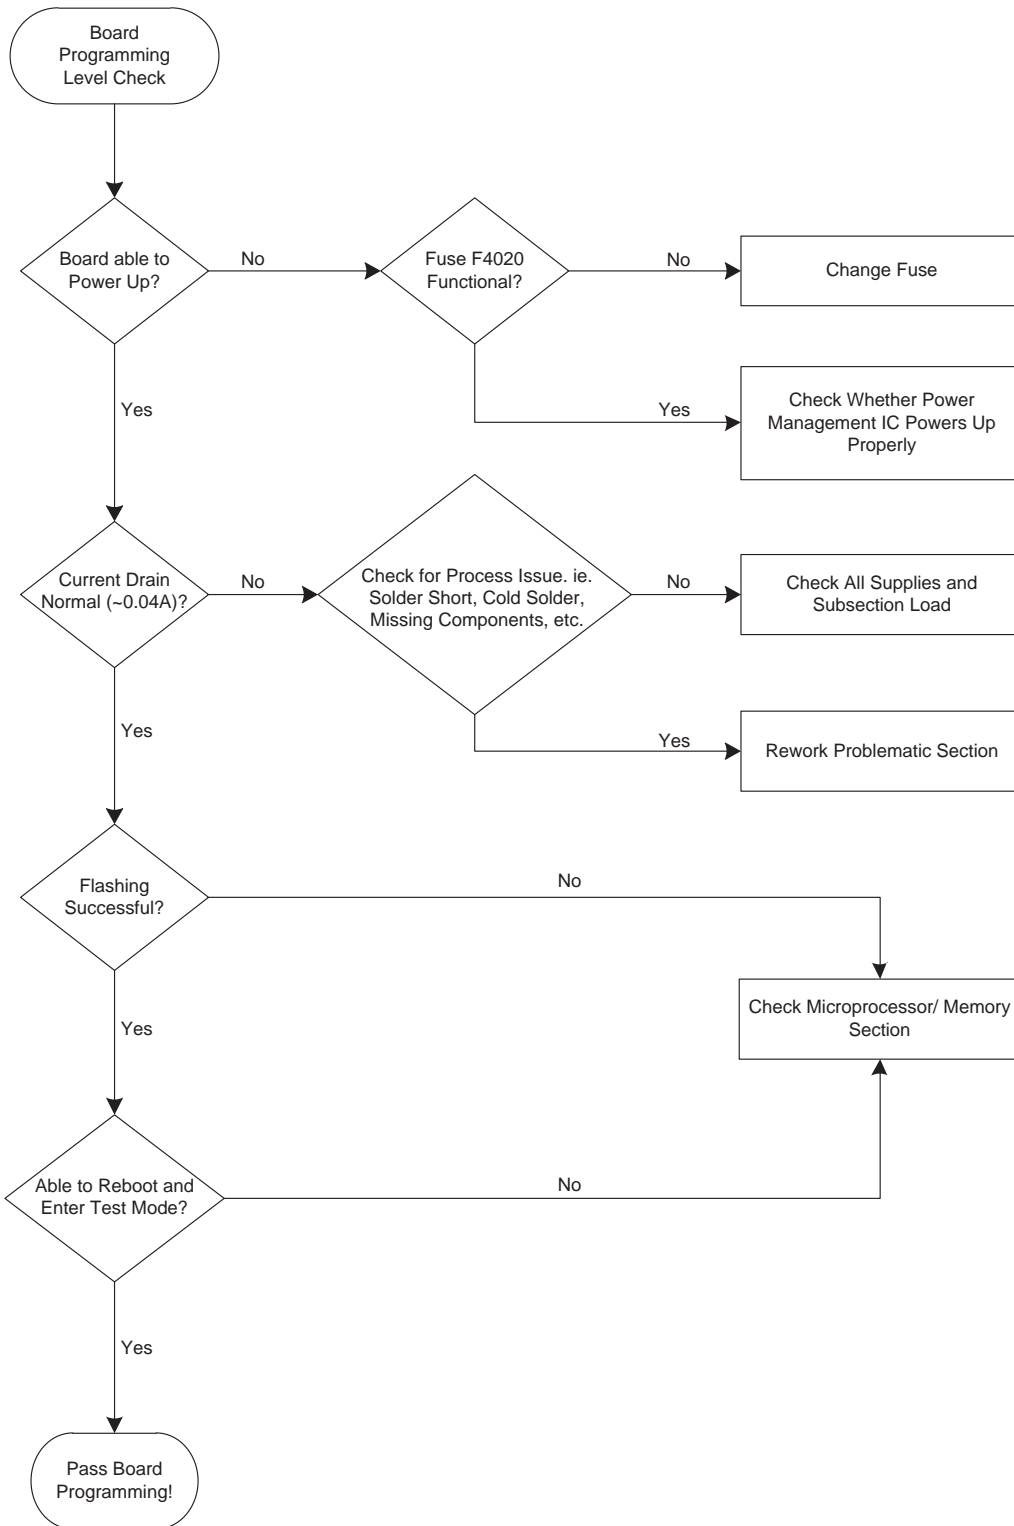 Board
Programming
Level Check
Board able to
Power Up?
No
Fuse F4020
Functional?
No
Change Fuse
Yes
Yes
Check Whether Power
Management IC Powers Up
Properly
Current Drain
Normal (~0.04A)?
No
Check for Process Issue. ie.
Solder Short, Cold Solder,
Missing Components, etc.
No
Check All Supplies and
Subsection Load
Yes
Yes
Rework Problematic Section
Flashing
Successful?
No
Check Microprocessor/ Memory
Section
Yes
Able to Reboot and
Enter Test Mode?
No
Yes
Pass Board
Programming!